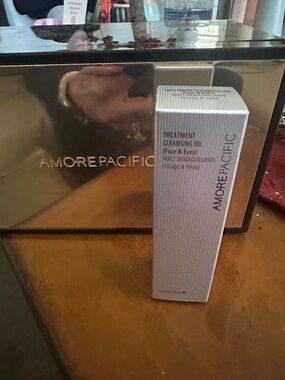 AMOREPACIFIC
TREATMENT
CLEANSING OIL
(Face & Eyes)
HUILE DÉMAQUILLANTE
(Visage & Yeux)
AMOREPACIFIC